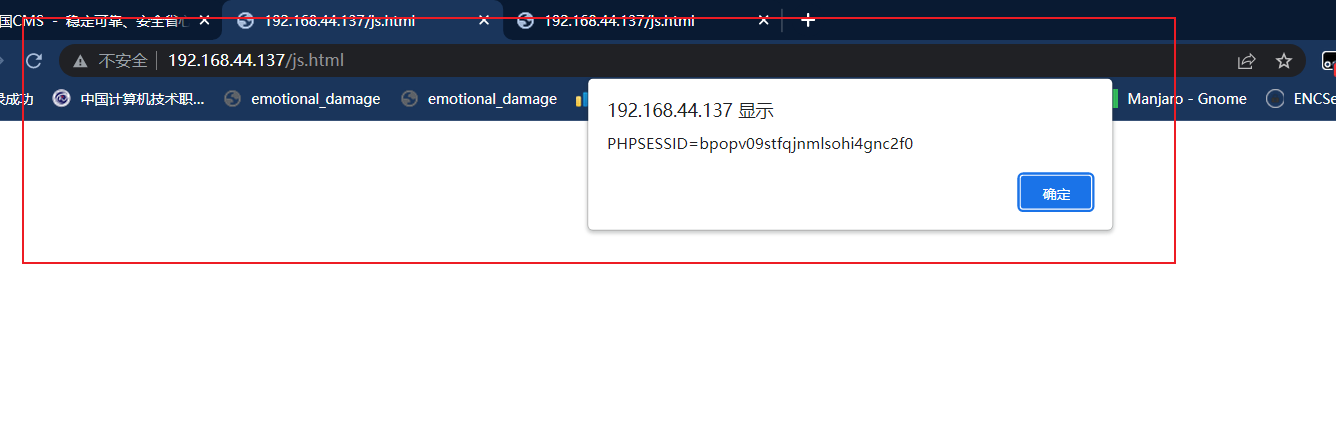 国CMS - 稳定可靠、安全省心
192.168.44.137/js.html
192.168.44.137/js.html
不安全
192.168.44.137/js.html
录成功
中国计算机技术职...
emotional_damage
emotional_damage
Manjaro - Gnome
ENCSe
192.168.44.137 显示
PHPSESSID=bpopv09stfqjnmlsohi4gnc2f0
确定